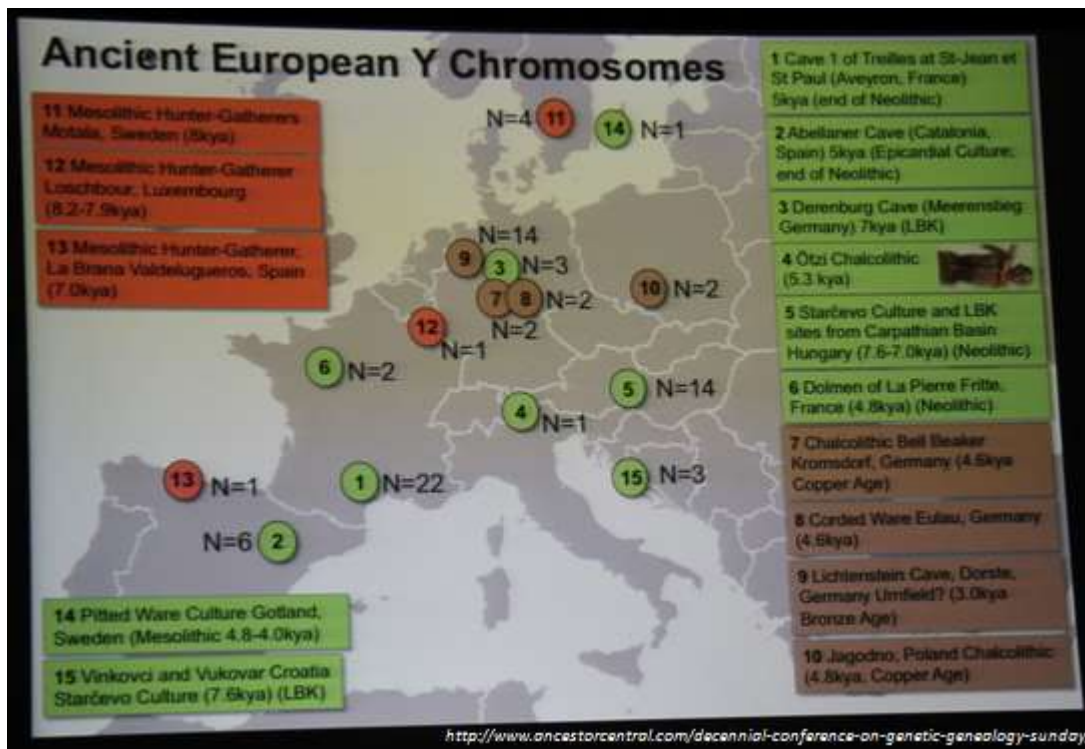 Ancient European Y Chromosomes
11 Mesolithic Hunter-Gatherers
Motala, Sweden (8kya)
12 Mesolithic Hunter-Gatherer
Loschbour, Luxembourg
(8.2-7.9kya)
13 Mesolithic Hunter-Gatherer,
La Brana Valdelugueros, Spain
(7.0kya)
1 Cave 1 of Treilles at St-Jean et
St Paul (Aveyron, France)
5kya (end of Neolithic)
2 Abellaner Cave (Catalonia,
Spain) 5kya (Epicardial Culture;
end of Neolithic)
3 Derenburg Cave (Meerenstieg
Germany) 7kya (LBK)
4 Ötzi Chalcolithic
(5.3 kya)
5 Starčevo Culture and LBK
sites from Carpathian Basin
Hungary (7.6-7.0kya) (Neolithic)
6 Dolmen of La Pierre Fritte,
France (4.8kya) (Neolithic)
7 Chalcolithic Bell Beaker
Kromsdorf, Germany (4.6kya
Copper Age)
8 Corded Ware Eulau, Germany
(4.6kya)
9 Lichtenstein Cave, Dorste,
Germany Urnfield? (3.0kya
Bronze Age)
10 Jagodno, Poland Chalcolithic
(4.8kya, Copper Age)
14 Pitted Ware Culture Gotland,
Sweden (Mesolithic 4.8-4.0kya)
15 Vinkovci and Vukovar Croatia
Starčevo Culture (7.6kya) (LBK)
N=4 11
14 N=1
N=14
9
3 N=3
7 8 N=2
N=2
10 N=2
12
N=1
6 N=2
5 N=14
4 N=1
13 N=1
1 N=22
15 N=3
N=6 2
http://www.ancestorcentral.com/decennial-conference-on-genetic-genealogy-sunday